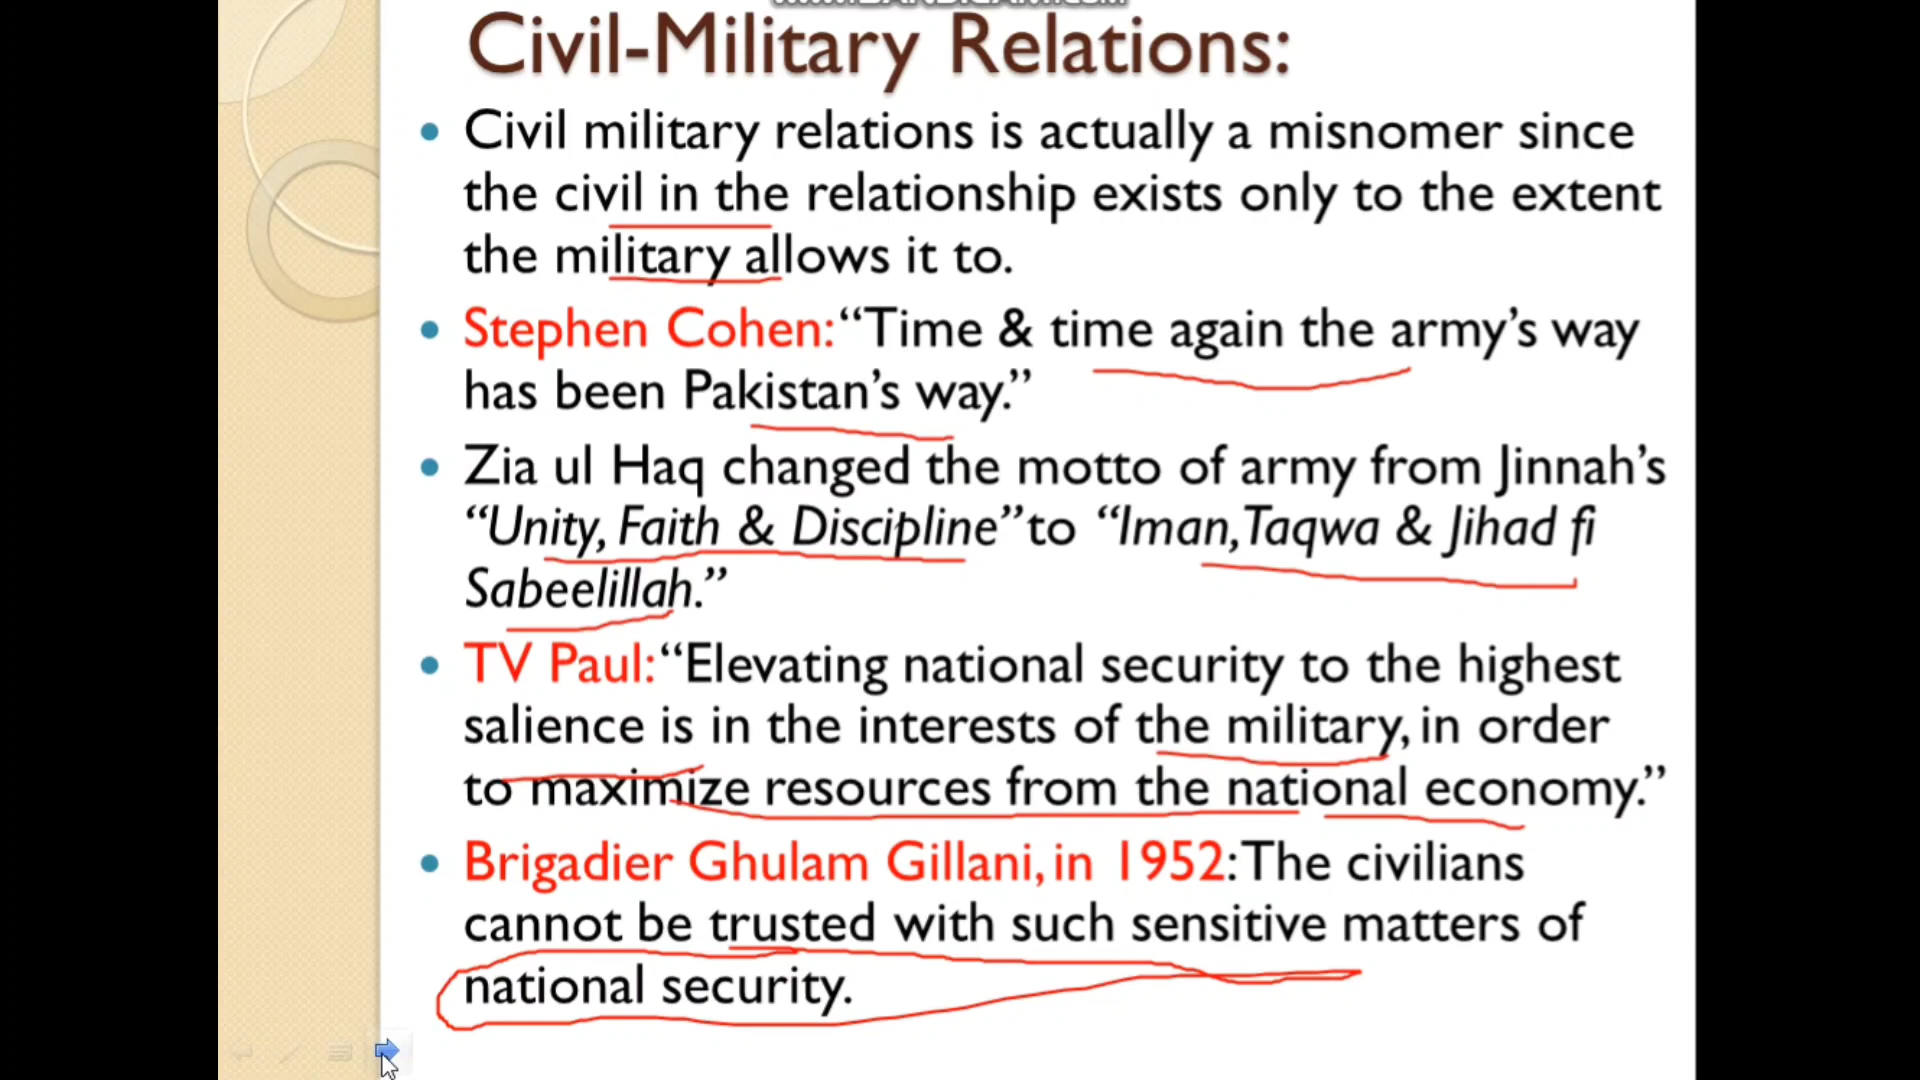 Civil-Military Relations:
Civil military relations is actually a misnomer since
the civil in the relationship exists only to the extent
the military allows it to.
Stephen Cohen: “Time & time again the army’s way
has been Pakistan’s way.”
Zia ul Haq changed the motto of army from Jinnah’s
“Unity, Faith & Discipline” to “Iman, Taqwa & Jihad fi
Sabeelillah.”
TV Paul: “Elevating national security to the highest
salience is in the interests of the military, in order
to maximize resources from the national economy.”
Brigadier Ghulam Gillani, in 1952: The civilians
cannot be trusted with such sensitive matters of
national security.